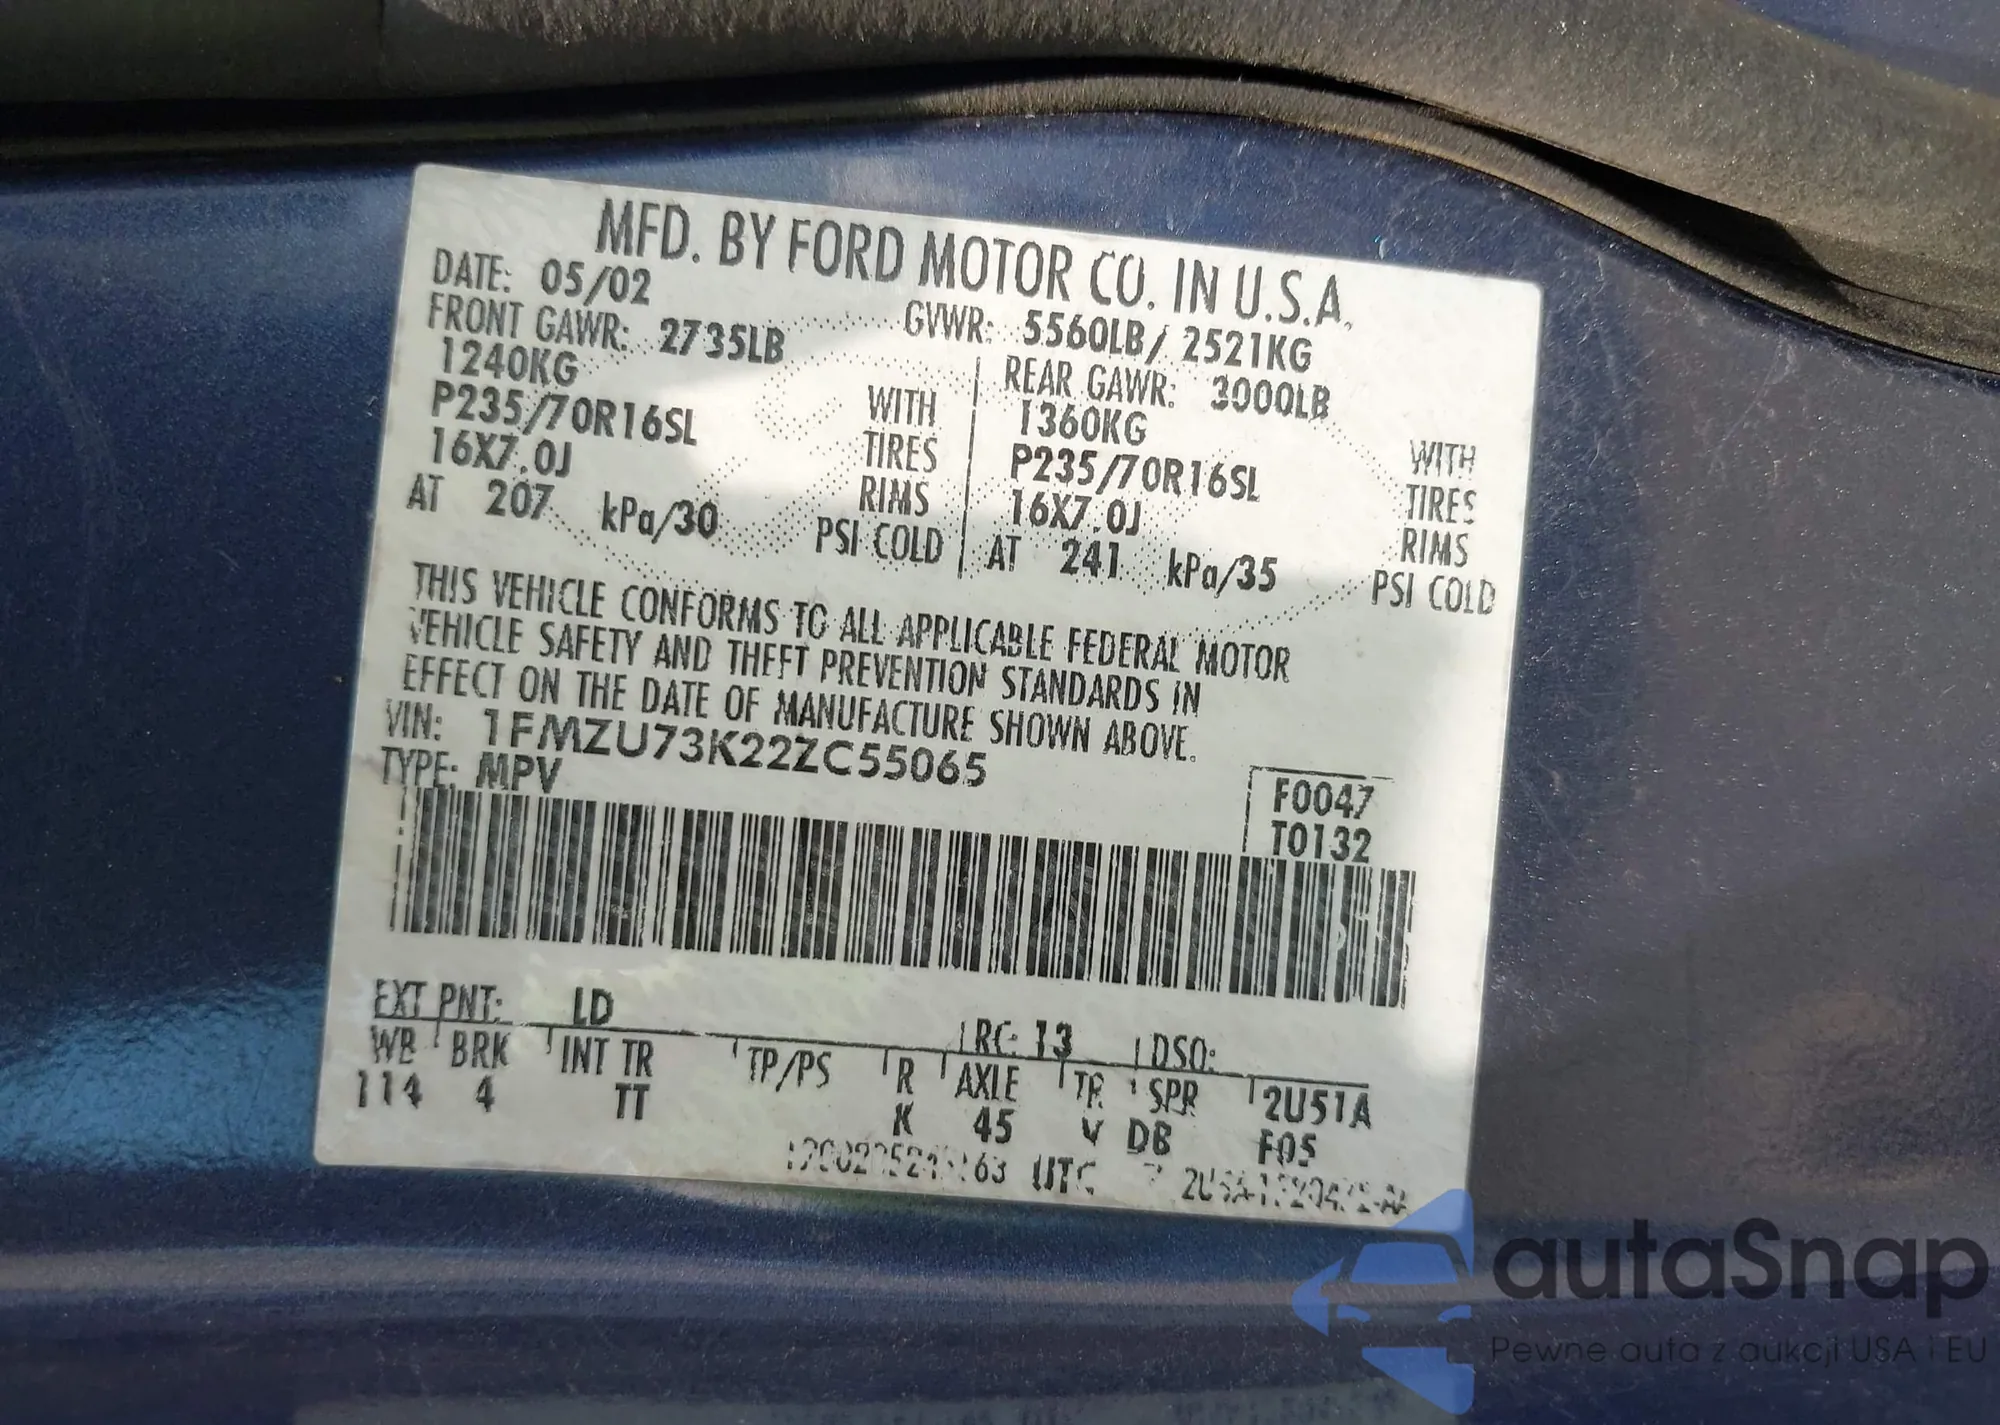 MFD. BY FORD MOTOR CO. IN U.S.A.
DATE: 05/02 GVWR: 5560LB/ 2521KG
FRONT GAWR: 2735LB REAR GAWR: 3000LB
1240KG WITH 1360KG WITH
P235/70R16SL TIRES P235/70R16SL TIRES
16X7.0J RIMS 16X7.0J RIMS
AT 207 kPa/30 PSI COLD AT 241 kPa/35 PSI COLD
THIS VEHICLE CONFORMS TO ALL APPLICABLE FEDERAL MOTOR
VEHICLE SAFETY AND THEFT PREVENTION STANDARDS IN
EFFECT ON THE DATE OF MANUFACTURE SHOWN ABOVE.
VIN: 1FMZU73K22ZC55065
TYPE: MPV
F0047
T0132
EXT PNT: LD RC: 13 DSO:
WB BRK INT TR TP/PS R AXLE TR SPR 2U51A
114 4 TT K 45 V DB F05
UTC
autaSnap
Pewne auta z aukcji USA i EU